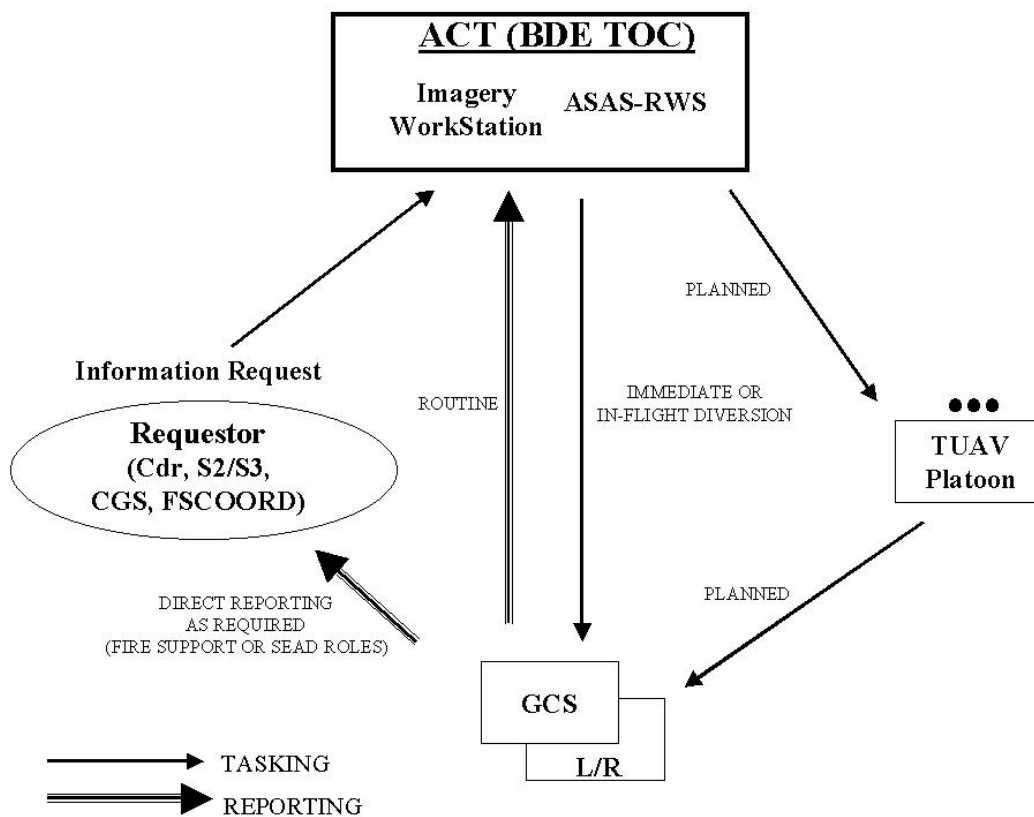 ACT (BDE TOC)
Imagery
WorkStation
ASAS-RWS
PLANNED
Information Request
ROUTINE
IMMEDIATE OR
IN-FLIGHT DIVERSION
Requestor
(Cdr, S2/S3,
CGS, FSCOORD)
TUAV
Platoon
DIRECT REPORTING
AS REQUIRED
(FIRE SUPPORT OR SEAD ROLES)
PLANNED
GCS
L/R
TASKING
REPORTING